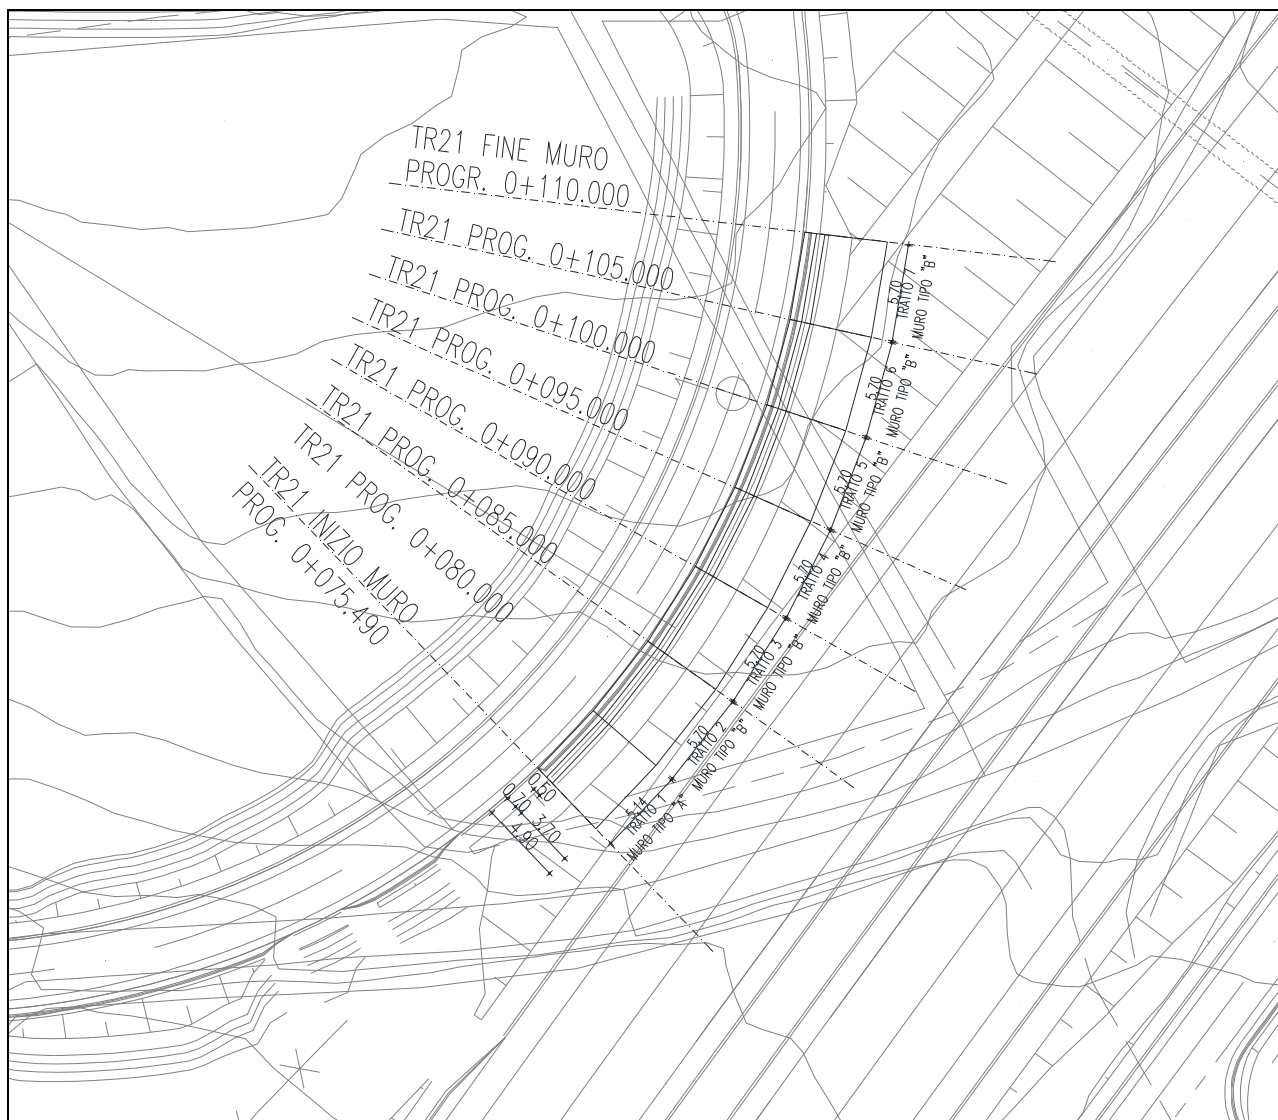 TR21 FINE MURO
PROGR. 0+110.000
TR21 PROG. 0+105.000
TR21 PROG. 0+100.000
TR21 PROG. 0+095.000
TR21 PROG. 0+090.000
TR21 PROG. 0+085.000
TR21 PROG. 0+080.000
TR21 INIZIO MURO
PROG. 0+075.490
5.70
TRATTO 7
MURO TIPO "B"
5.70
TRATTO 6
MURO TIPO "B"
5.70
TRATTO 5
MURO TIPO "B"
5.70
TRATTO 4
MURO TIPO "B"
5.70
TRATTO 3
MURO TIPO "B"
5.70
TRATTO 2
MURO TIPO "B"
5.14
TRATTO 1
MURO TIPO "A"
0.50
0.70 3.70
4.90